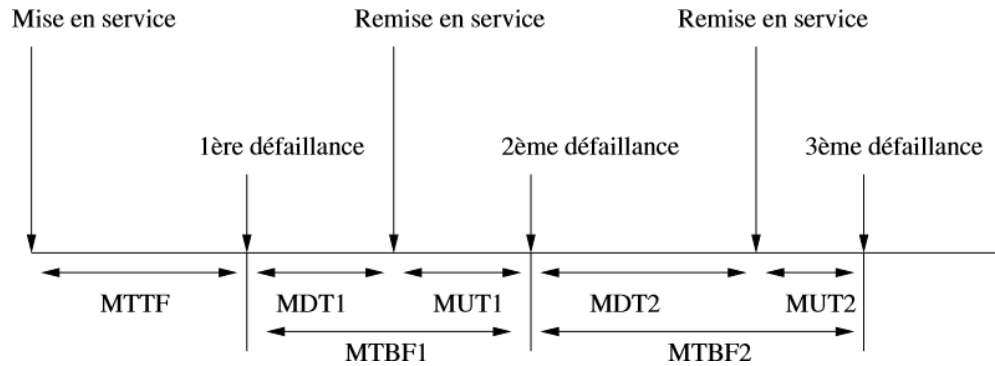 Mise en service Remise en service Remise en service
1ère défaillance 2ème défaillance 3ème défaillance
MTTF MDT1 MUT1 MDT2 MUT2
MTBF1 MTBF2